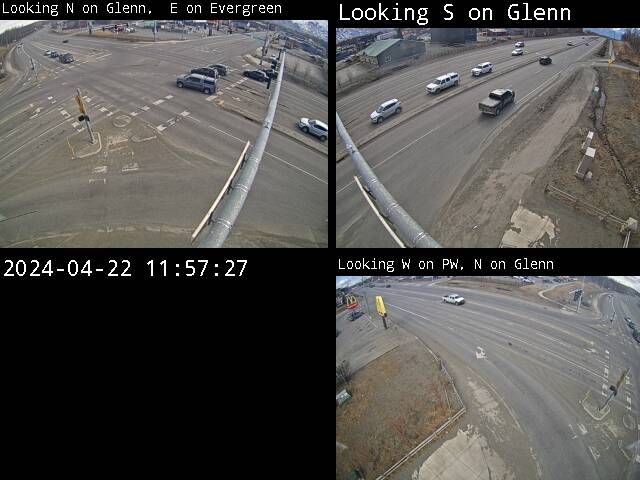 Looking N on Glenn,  E on Evergreen
Looking S on Glenn
2024-04-22 11:57:27
Looking W on PW, N on Glenn